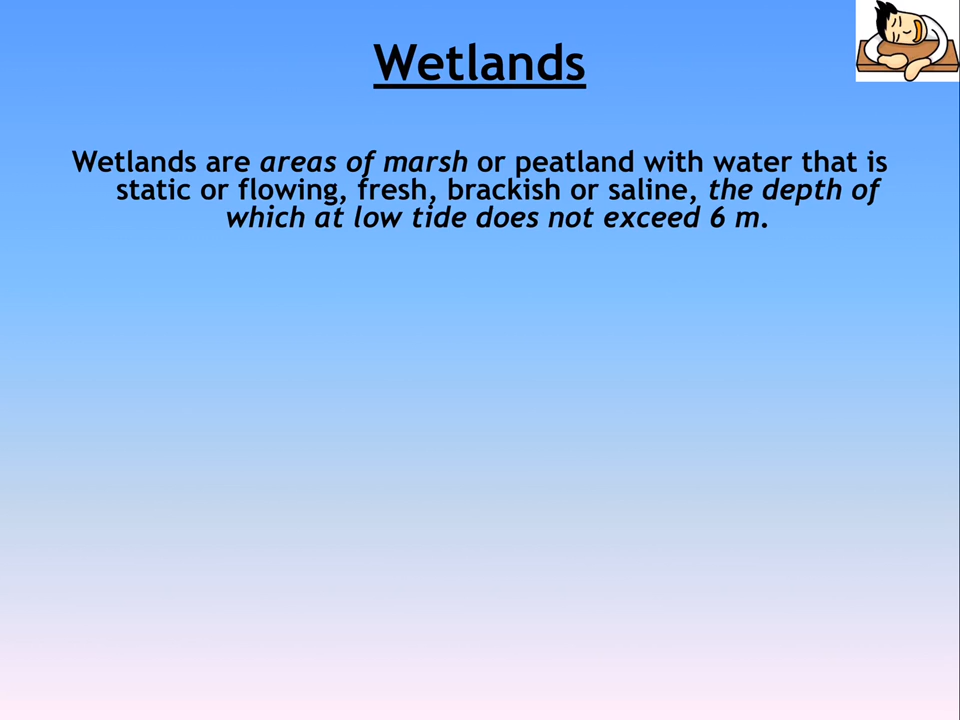 Wetlands
Wetlands are areas of marsh or peatland with water that is
static or flowing, fresh, brackish or saline, the depth of
which at low tide does not exceed 6 m.